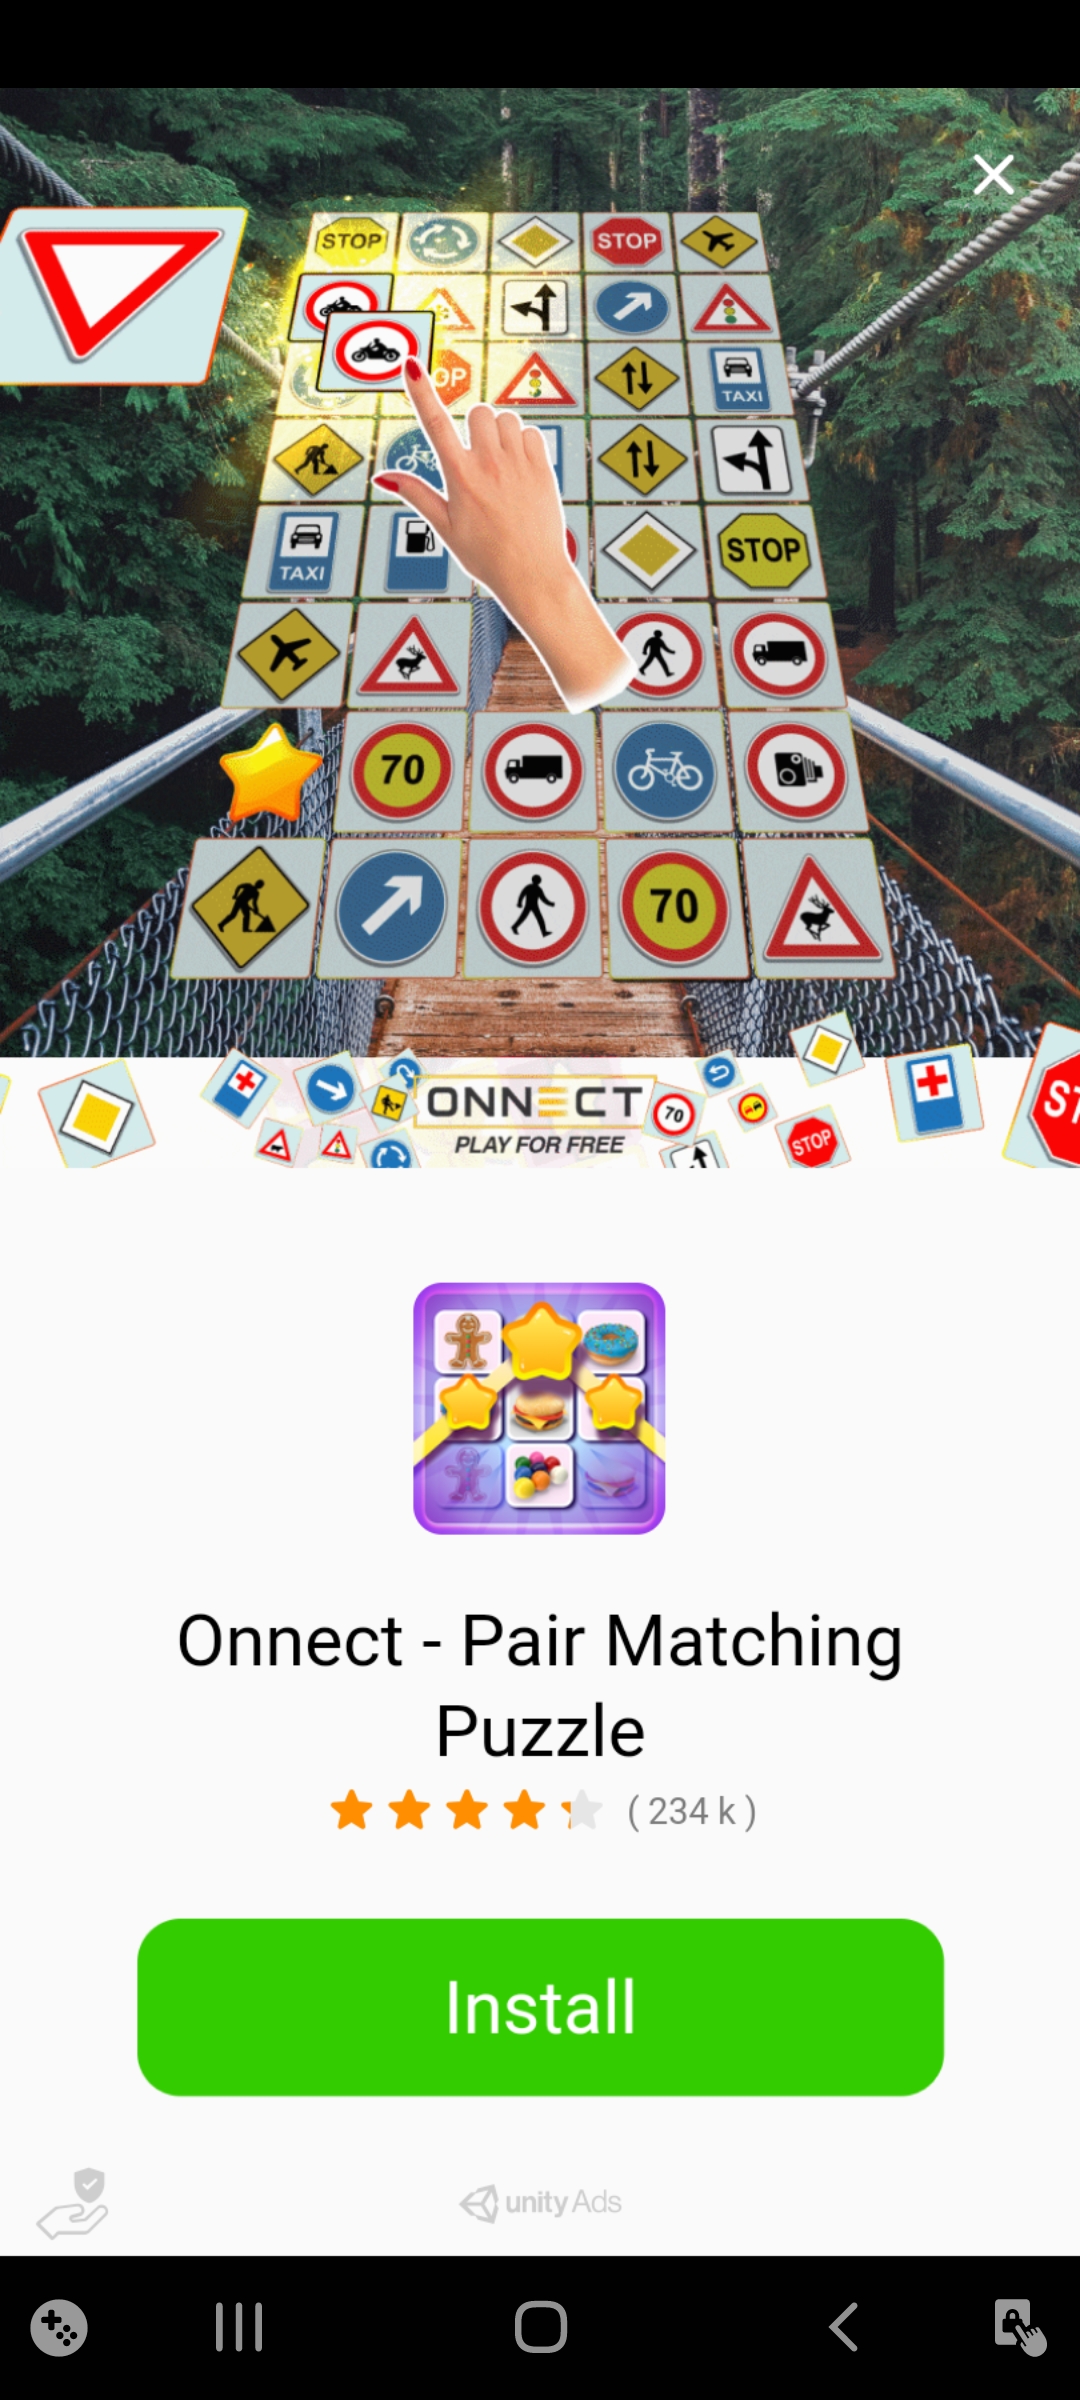 STOP
STOP
OP
TAXI
TAXI
STOP
70
70
ONNECT
PLAY FOR FREE
70
STOP
ST
Onnect - Pair Matching
Puzzle
( 234 k )
Install
unity Ads